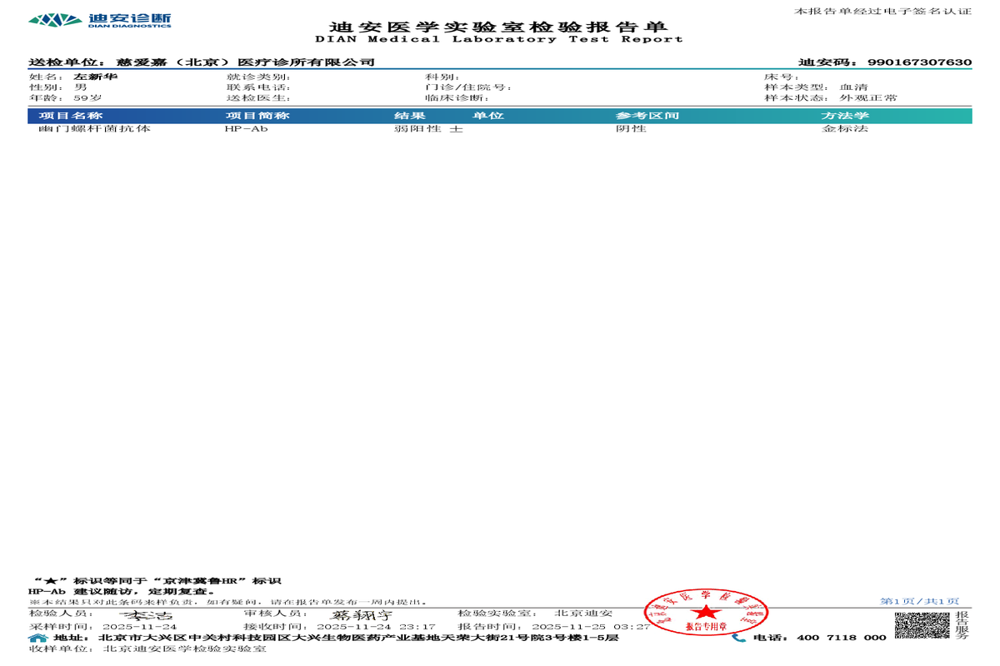 迪安诊断
DIAN DIAGNOSTICS
本报告单经过电子签名认证
迪安医学实验室检验报告单
DIAN Medical Laboratory Test Report
送检单位：慈爱嘉（北京）医疗诊所有限公司 迪安码：990167307630
姓名：左新华 就诊类别： 科别： 床号：
性别：男 联系电话： 门诊/住院号： 样本类型：血清
年龄：59岁 送检医生： 临床诊断： 样本状态：外观正常
项目名称 项目简称 结果 单位 参考区间 方法学
幽门螺杆菌抗体 HP-Ab 弱阳性 ± 阴性 金标法
“★”标识等同于“京津冀鲁HR”标识
HP-Ab 建议随访，定期复查。
※本结果只对此条码来样负责，如有疑问，请在报告单发布一周内提出。 第1页/共1页
检验人员：李洁 审核人员：蔡翔宇 检验实验室：北京迪安
采样时间：2025-11-24 接收时间：2025-11-24 23:17 报告时间：2025-11-25 03:27
报告专用章
地址：北京市大兴区中关村科技园区大兴生物医药产业基地天荣大街21号院3号楼1-5层 电话：400 7118 000
收样单位：北京迪安医学检验实验室
报告服务